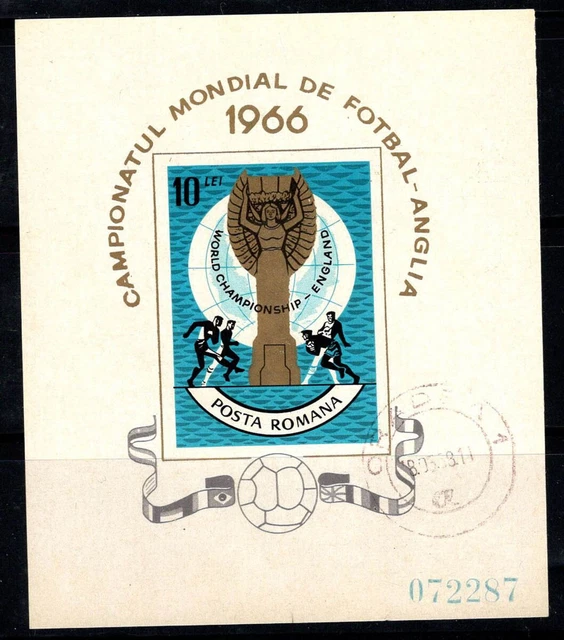 CAMPIONATUL MONDIAL DE FOTBAL-ANGLIA
1966
10 LEI
WORLD CHAMPIONSHIP - ENGLAND
POSTA ROMANA
072287